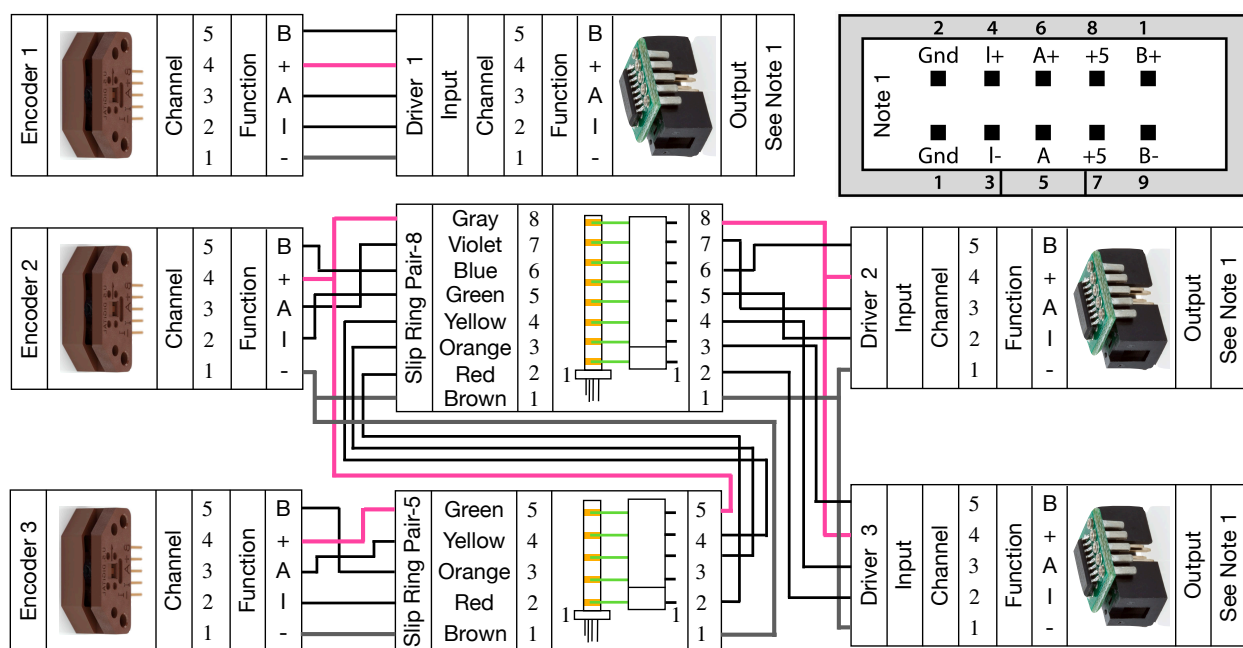 Encoder 1
Channel
5
4
3
2
1
Function
B
+
A
I
-
Driver 1
Input
Channel
5
4
3
2
1
Function
B
+
A
I
-
Output
See Note 1
Note 1
2 4 6 8 1
Gnd I+ A+ +5 B+
Gnd I- A +5 B-
1 3 5 7 9
Encoder 2
Channel
5
4
3
2
1
Function
B
+
A
I
-
Slip Ring Pair-8
Gray 8
Violet 7
Blue 6
Green 5
Yellow 4
Orange 3
Red 2
Brown 1
1 1
8
7
6
5
4
3
2
1
Driver 2
Input
Channel
5
4
3
2
1
Function
B
+
A
I
-
Output
See Note 1
Encoder 3
Channel
5
4
3
2
1
Function
B
+
A
I
-
Slip Ring Pair-5
Green 5
Yellow 4
Orange 3
Red 2
Brown 1
1 1
5
4
3
2
1
Driver 3
Input
Channel
5
4
3
2
1
Function
B
+
A
I
-
Output
See Note 1